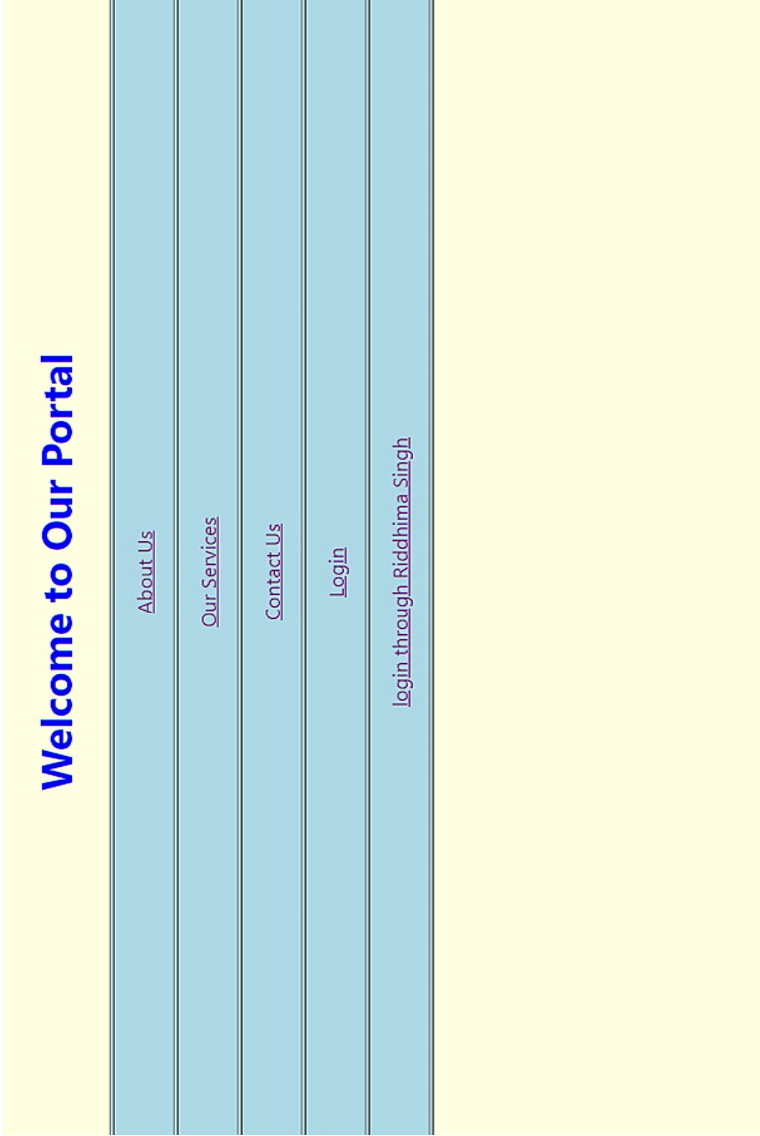 Welcome to Our Portal
About Us
Our Services
Contact Us
Login
login through Riddhima Singh